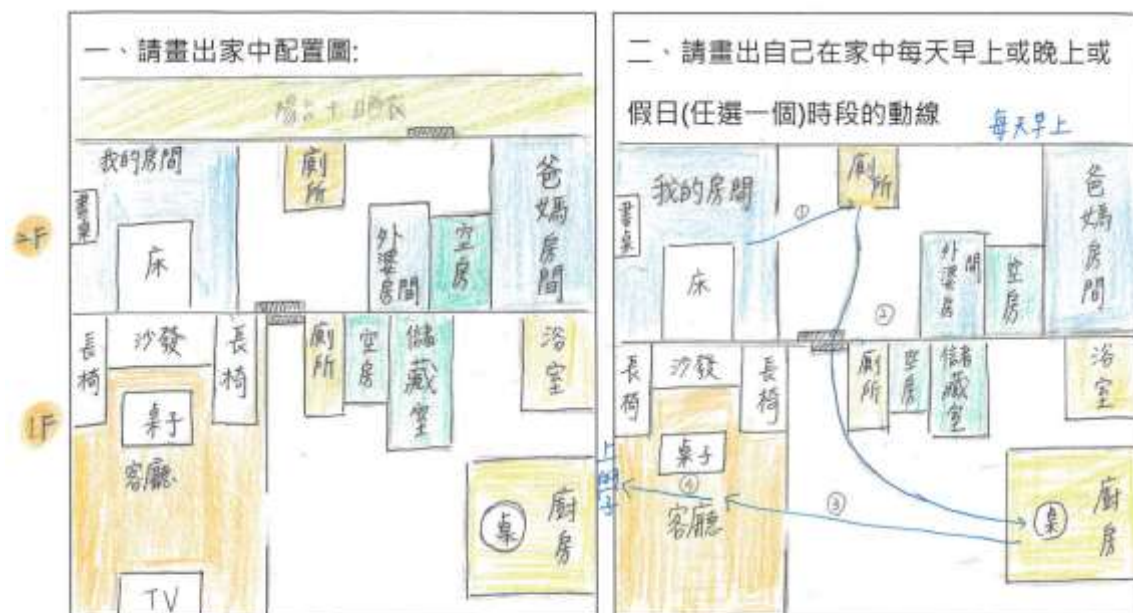 一、請畫出家中配置圖:
2F
我的房間
書桌
床
廁所
外婆房間
空房
爸媽房間
1F
長椅
沙發
長椅
桌子
客廳
TV
廁所
空房
儲藏室
浴室
桌
廚房
二、請畫出自己在家中每天早上或晚上或
假日(任選一個)時段的動線
每天早上
我的房間
書桌
床
廁所
①
外婆房間
空房
爸媽房間
②
長椅
沙發
長椅
桌子
④
客廳
廁所
空房
儲藏室
浴室
③
桌
廚房